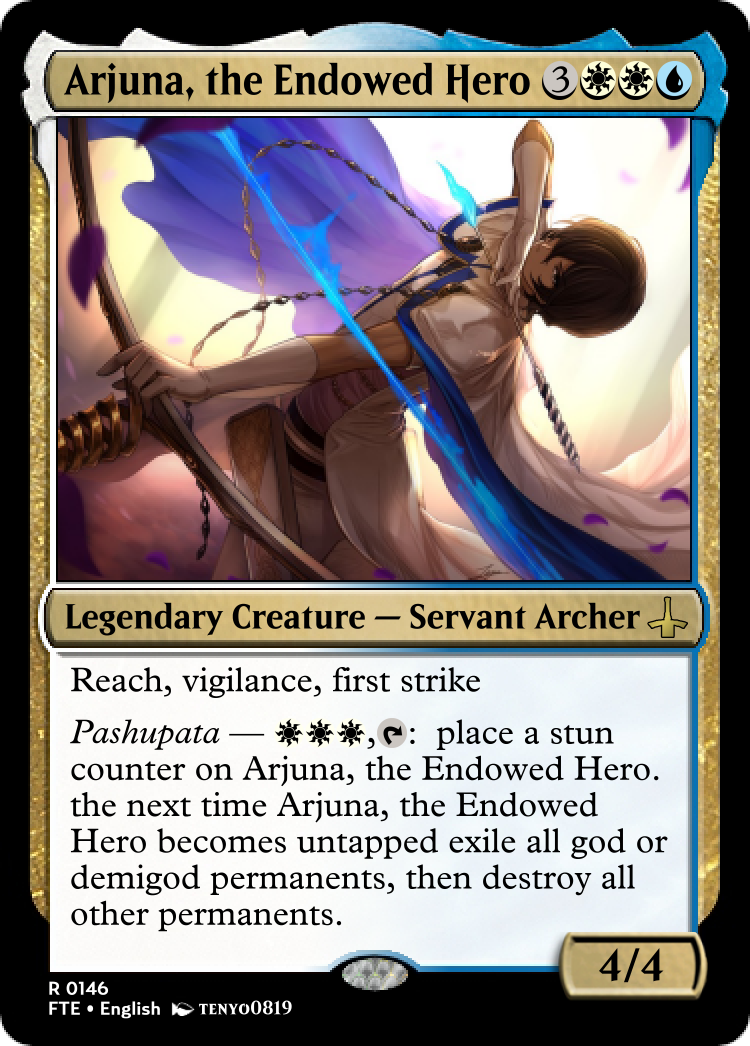 Arjuna, the Endowed Hero 3
Legendary Creature — Servant Archer
Reach, vigilance, first strike
Pashupata — , : place a stun
counter on Arjuna, the Endowed Hero.
the next time Arjuna, the Endowed
Hero becomes untapped exile all god or
demigod permanents, then destroy all
other permanents.
4/4
R 0146
FTE • English TENYO0819